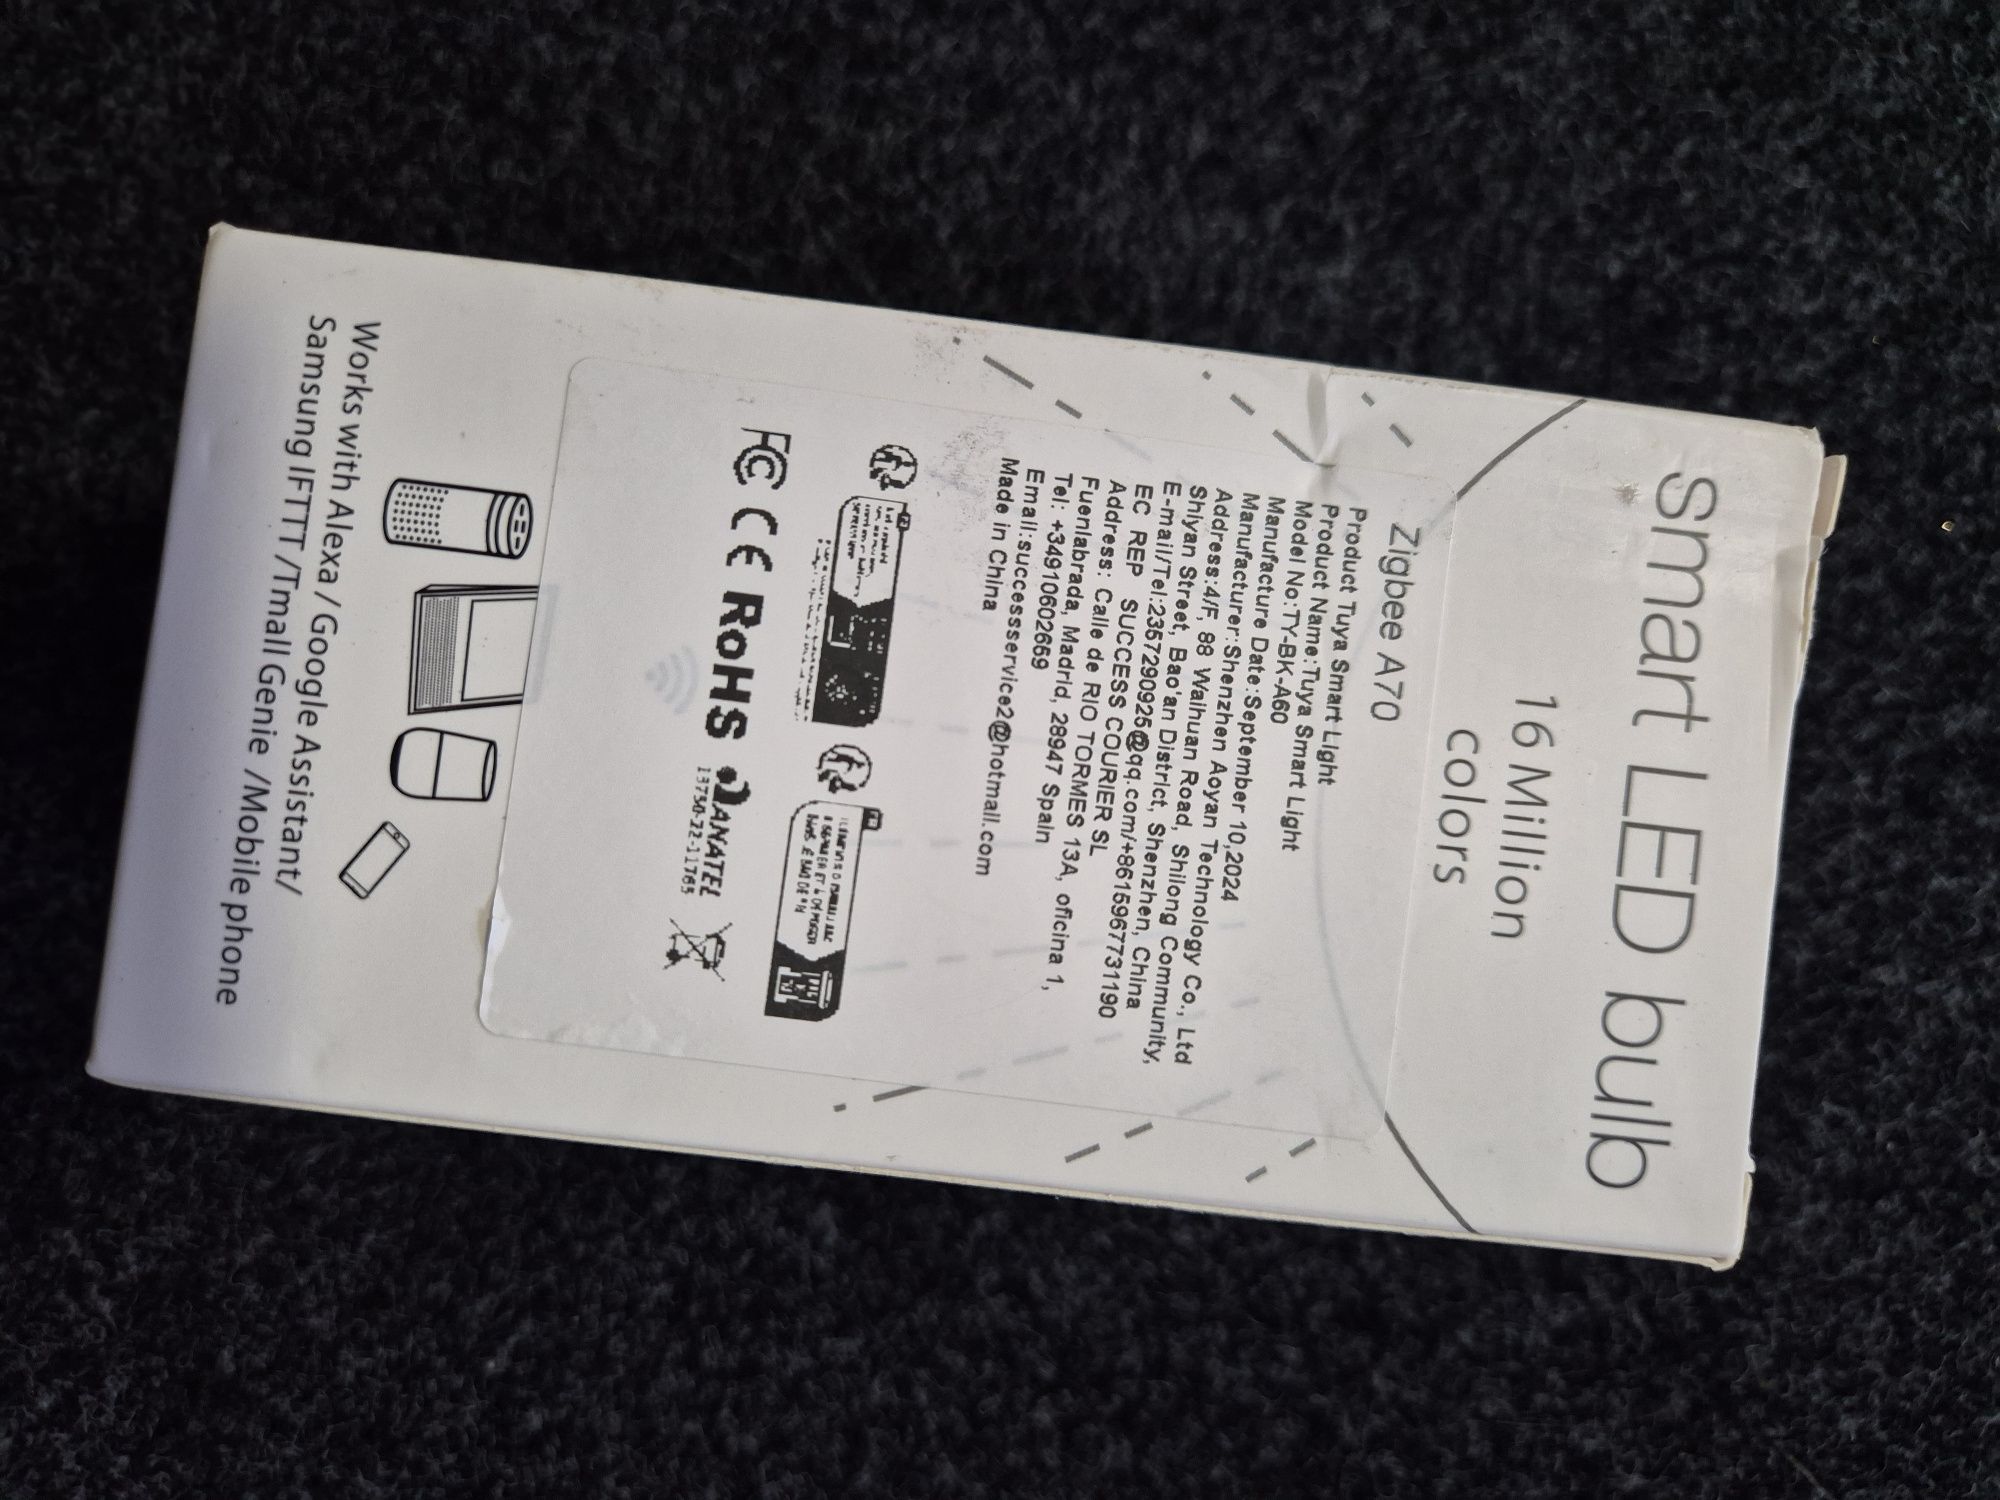 smart LED bulb
16 Million
colors
Zigbee A70
Product Tuya Smart Light
Product Name:Tuya Smart Light
Model No:TY-BK-A60
Manufacture Date:September 10,2024
Manufacturer:Shenzhen Aoyan Technology Co., Ltd
Address:4/F, 88 Waihuan Road, Shilong Community,
Shiyan Street, Bao'an District, Shenzhen, China
E-mail/Tel:2357290925@qq.com/+8615967731190
EC REP SUCCESS COURIER SL
Address: Calle de RIO TORMES 13A, oficina 1,
Fuenlabrada, Madrid, 28947 Spain
Tel: +34910602659
Email:successservice2@hotmail.com
Made in China
FR
FC CE RoHS ANATEL
13730-22-11765
Works with Alexa / Google Assistant/
Samsung IFTTT /Tmall Genie /Mobile phone